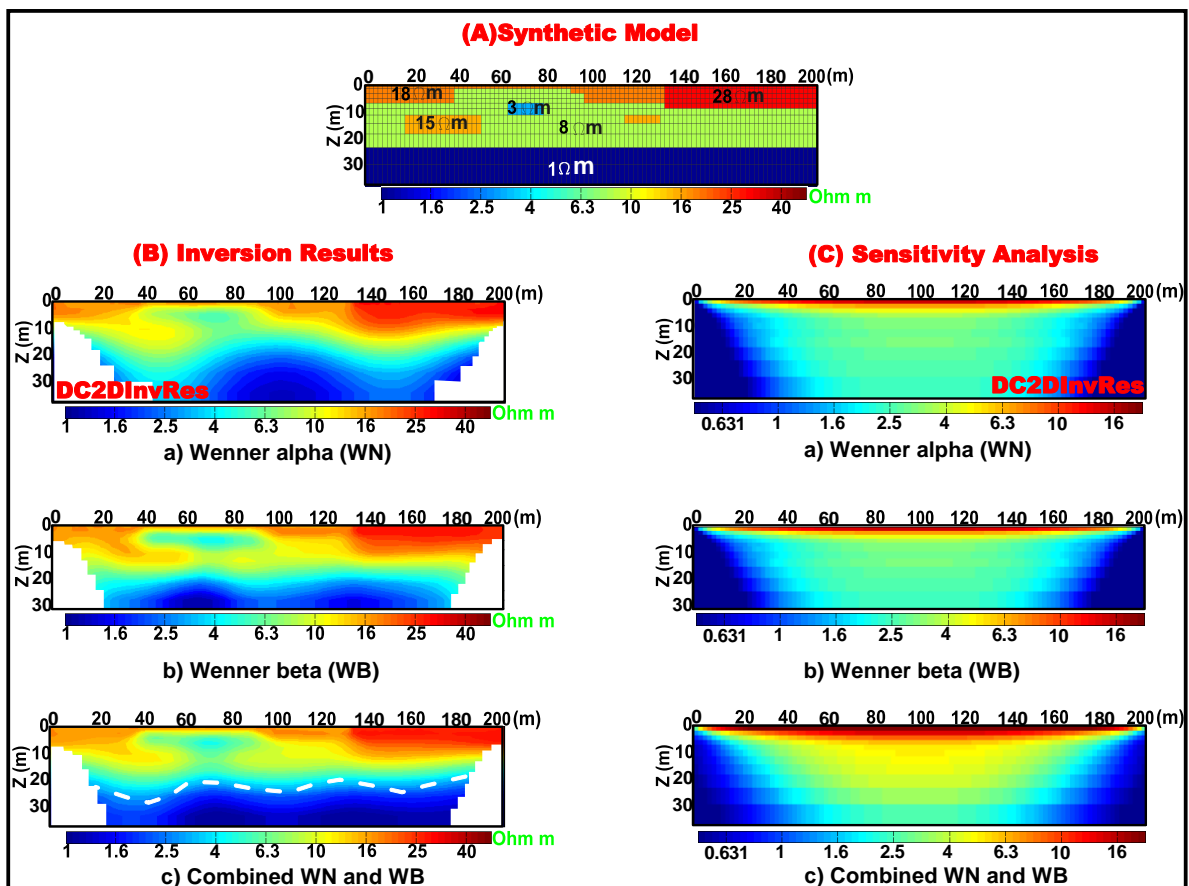 (A)Synthetic Model
0 20 40 60 80 100 120 140 160 180 200 (m)
Z (m)
0
10
20
30
18 Ωm
28 Ωm
3 Ωm
15 Ωm
8 Ωm
1Ωm
1 1.6 2.5 4 6.3 10 16 25 40
Ohm m
(B) Inversion Results
0 20 40 60 80 100 120 140 160 180 200 (m)
Z (m)
0
10
20
30
DC2DInvRes
1 1.6 2.5 4 6.3 10 16 25 40
Ohm m
a) Wenner alpha (WN)
0 20 40 60 80 100 120 140 160 180 200 (m)
Z (m)
0
10
20
30
1 1.6 2.5 4 6.3 10 16 25 40
Ohm m
b) Wenner beta (WB)
0 20 40 60 80 100 120 140 160 180 200 (m)
Z (m)
0
10
20
30
1 1.6 2.5 4 6.3 10 16 25 40
Ohm m
c) Combined WN and WB
(C) Sensitivity Analysis
0 20 40 60 80 100 120 140 160 180 200 (m)
Z (m)
0
10
20
30
DC2DInvRes
0.631 1 1.6 2.5 4 6.3 10 16
a) Wenner alpha (WN)
0 20 40 60 80 100 120 140 160 180 200 (m)
Z (m)
0
10
20
30
0.631 1 1.6 2.5 4 6.3 10 16
b) Wenner beta (WB)
0 20 40 60 80 100 120 140 160 180 200 (m)
Z (m)
0
10
20
30
0.631 1 1.6 2.5 4 6.3 10 16
c) Combined WN and WB